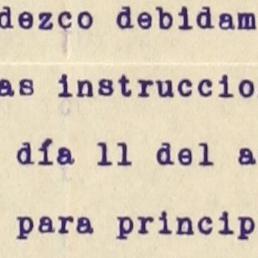 dezco debidam
as instruccio
día 11 del a
para princip